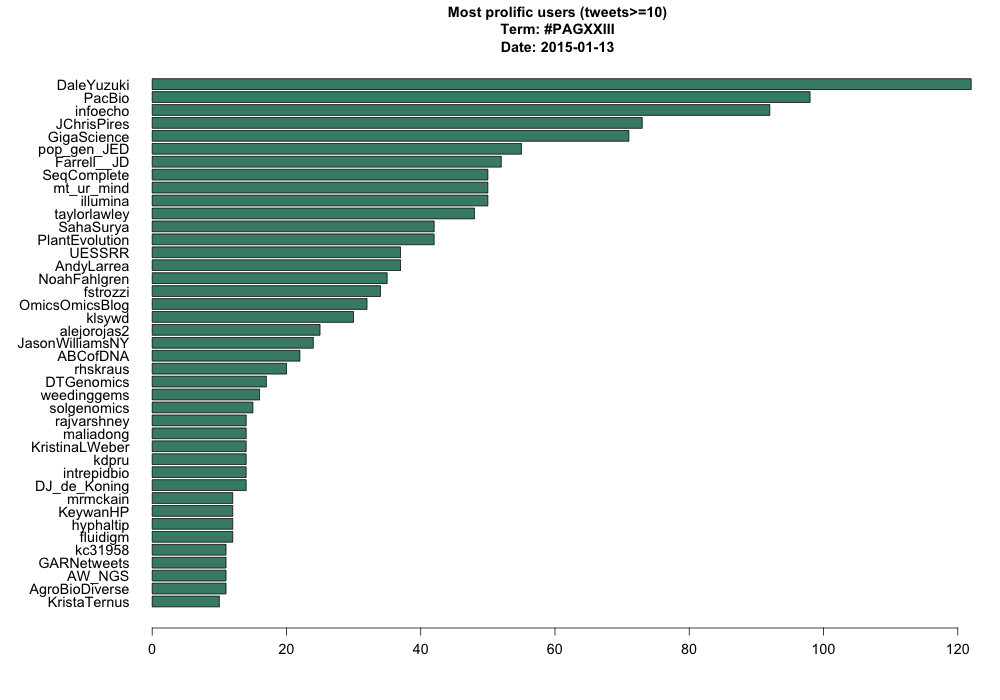 Most prolific users (tweets>=10)
Term: #PAGXXIII
Date: 2015-01-13
DaleYuzuki
PacBio
infoecho
JChrisPires
GigaScience
pop_gen_JED
Farrell__JD
SeqComplete
mt_ur_mind
illumina
taylorlawley
SahaSurya
PlantEvolution
UESSRR
AndyLarrea
NoahFahlgren
fstrozzi
OmicsOmicsBlog
klsywd
alejorojas2
JasonWilliamsNY
ABCofDNA
rhskraus
DTGenomics
weedinggems
solgenomics
rajvarshney
maliadong
KristinaLWeber
kdpru
intrepidbio
DJ_de_Koning
mrmckain
KeywanHP
hyphaltip
fluidigm
kc31958
GARNetweets
AW_NGS
AgroBioDiverse
KristaTernus
0 20 40 60 80 100 120